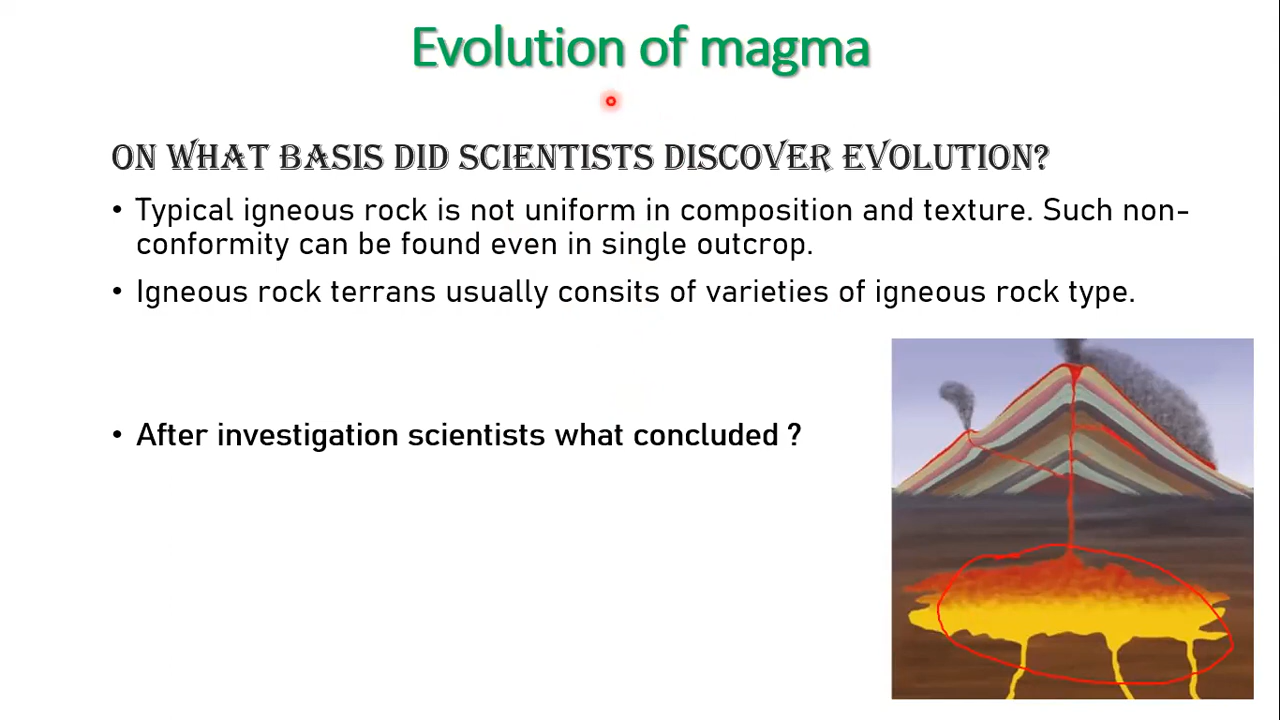 Evolution of magma
ON WHAT BASIS DID SCIENTISTS DISCOVER EVOLUTION?
• Typical igneous rock is not uniform in composition and texture. Such non-
conformity can be found even in single outcrop.
• Igneous rock terrans usually consits of varieties of igneous rock type.
• After investigation scientists what concluded ?